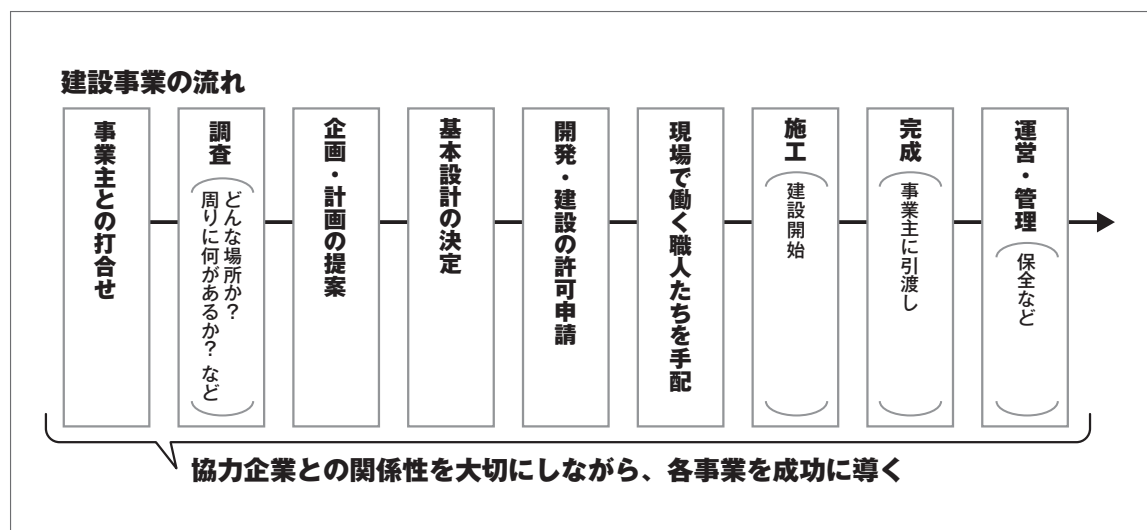 建設事業の流れ
事業主との打合せ
調査
どんな場所か?
周りに何があるか? など
企画・計画の提案
基本設計の決定
開発・建設の許可申請
現場で働く職人たちを手配
施工
建設開始
完成
事業主に引渡し
運営・管理
保全など
協力企業との関係性を大切にしながら、各事業を成功に導く